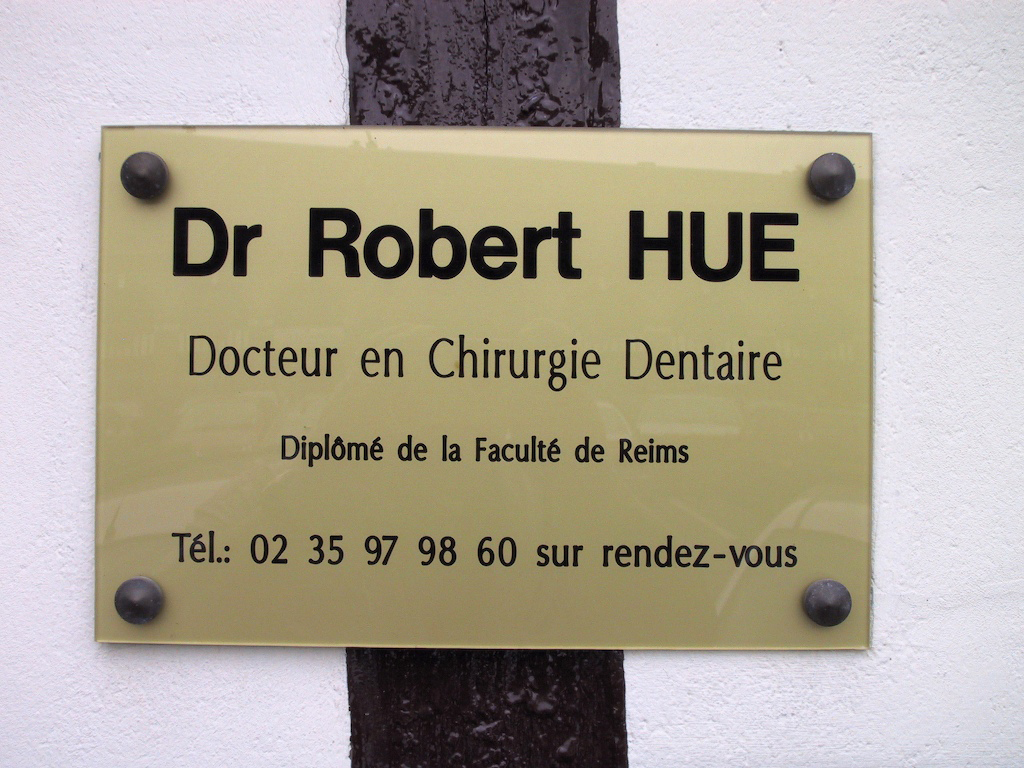 Dr Robert HUE
Docteur en Chirurgie Dentaire
Diplômé de la Faculté de Reims
Tél.: 02 35 97 98 60 sur rendez-vous